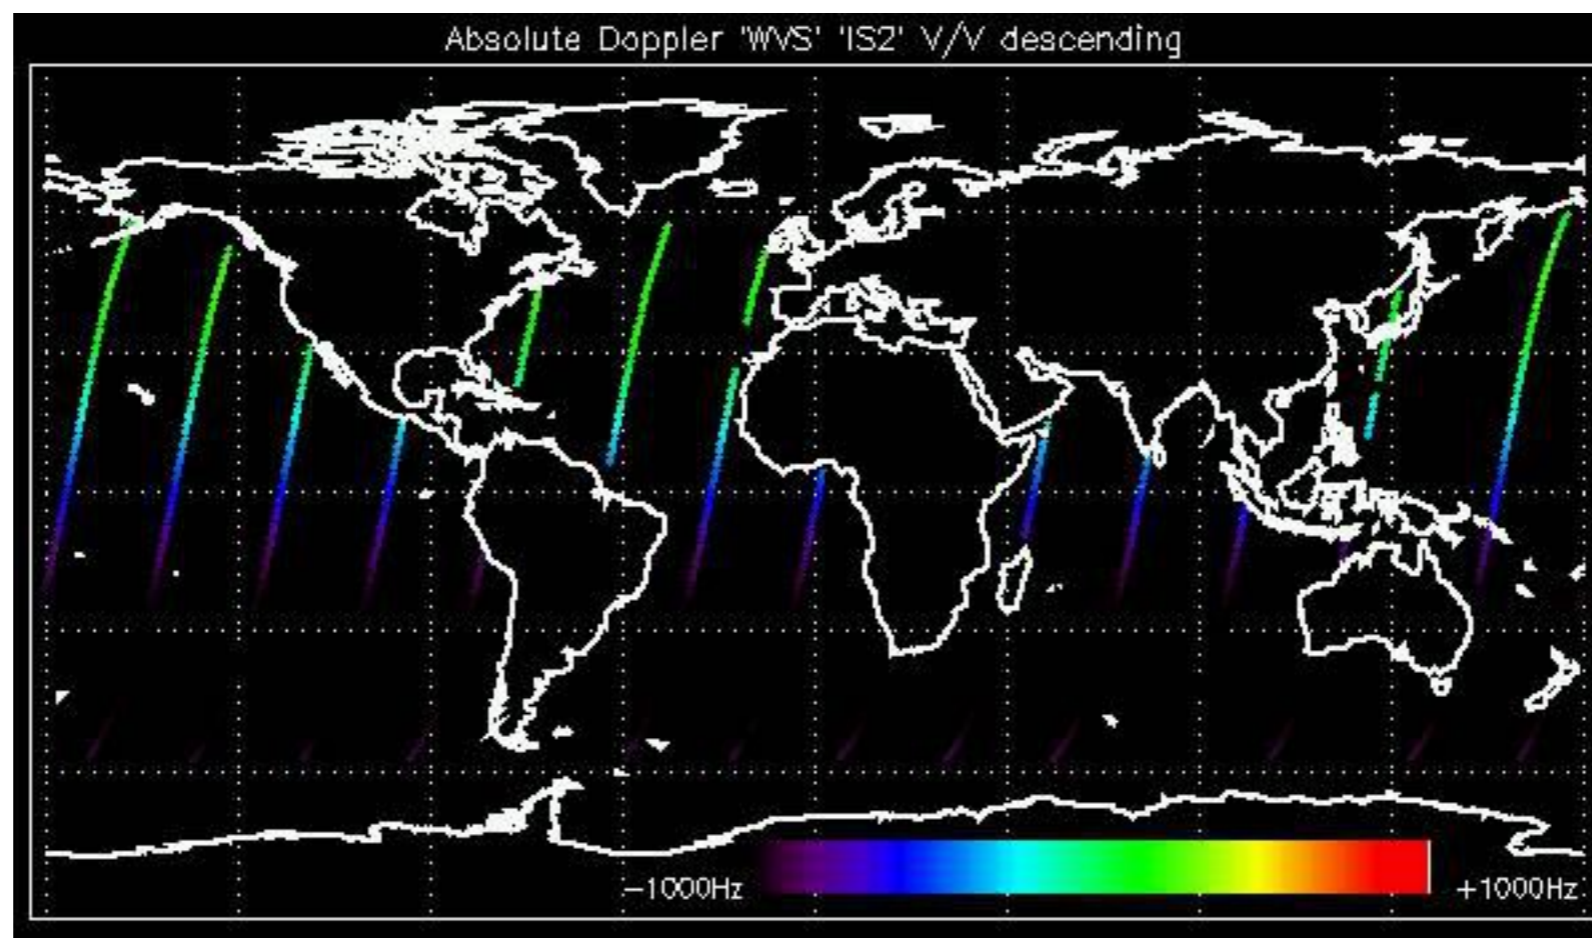 Absolute Doppler 'WVS' 'IS2' V/V descending
−1000Hz +1000Hz